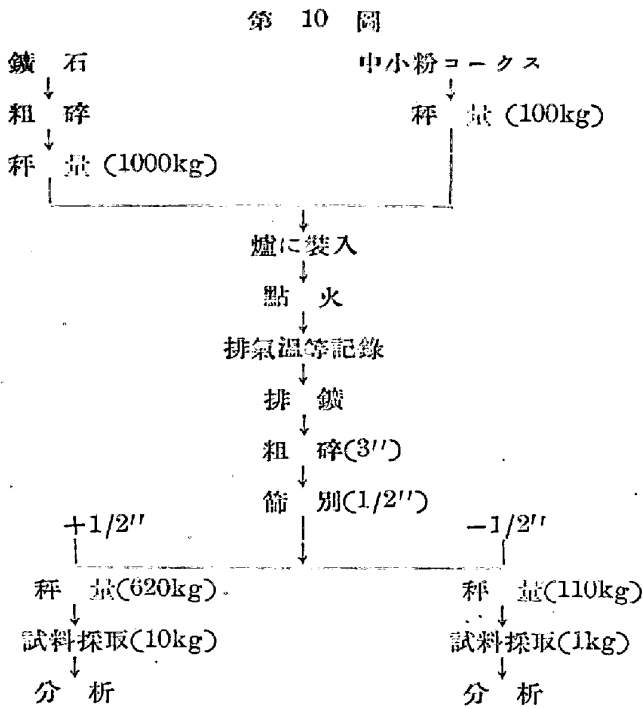 第 10 圖
鑛 石 中小粉コークス
粗 碎 秤 量 (100kg)
秤 量 (1000kg)
爐に裝入
點 火
排氣溫等記錄
排 鑛
粗 碎(3″)
篩 別(1/2″)
+1/2″ −1/2″
秤 量(620kg) 秤 量(110kg)
試料採取(10kg) 試料採取(1kg)
分 析 分 析